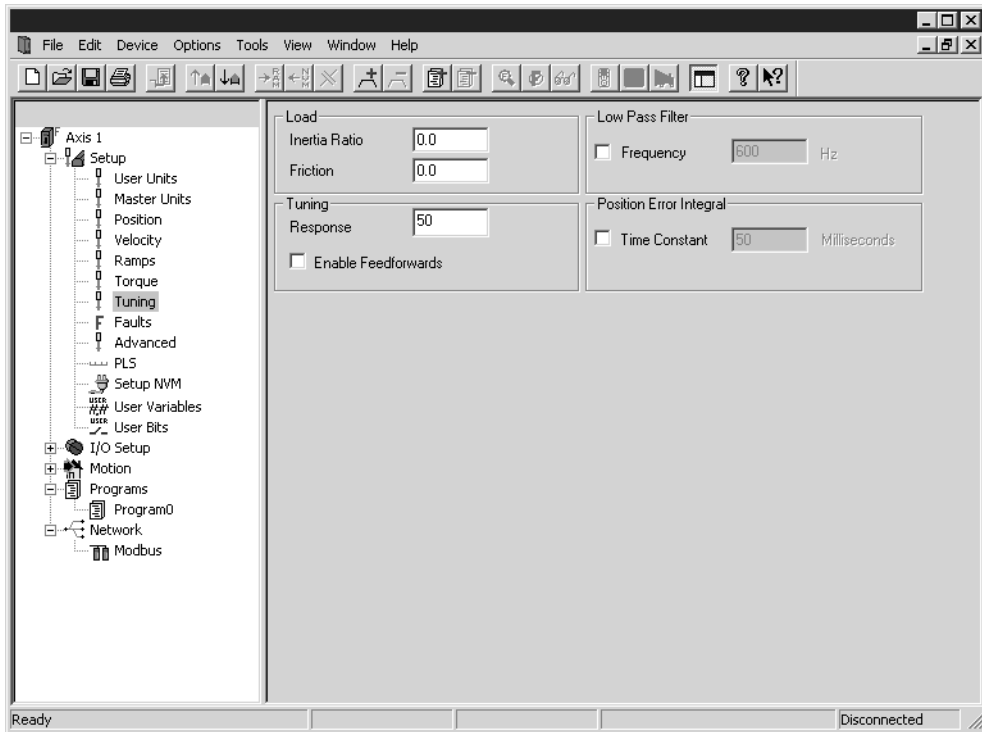 File Edit Device Options Tools View Window Help
Axis 1
Setup
User Units
Master Units
Position
Velocity
Ramps
Torque
Tuning
F Faults
Advanced
PLS
Setup NVM
USER #.# User Variables
USER User Bits
I/O Setup
Motion
Programs
Program0
Network
Modbus
Load
Inertia Ratio 0.0
Friction 0.0
Low Pass Filter
Frequency 600 Hz
Tuning
Response 50
Enable Feedforwards
Position Error Integral
Time Constant 50 Milliseconds
Ready Disconnected